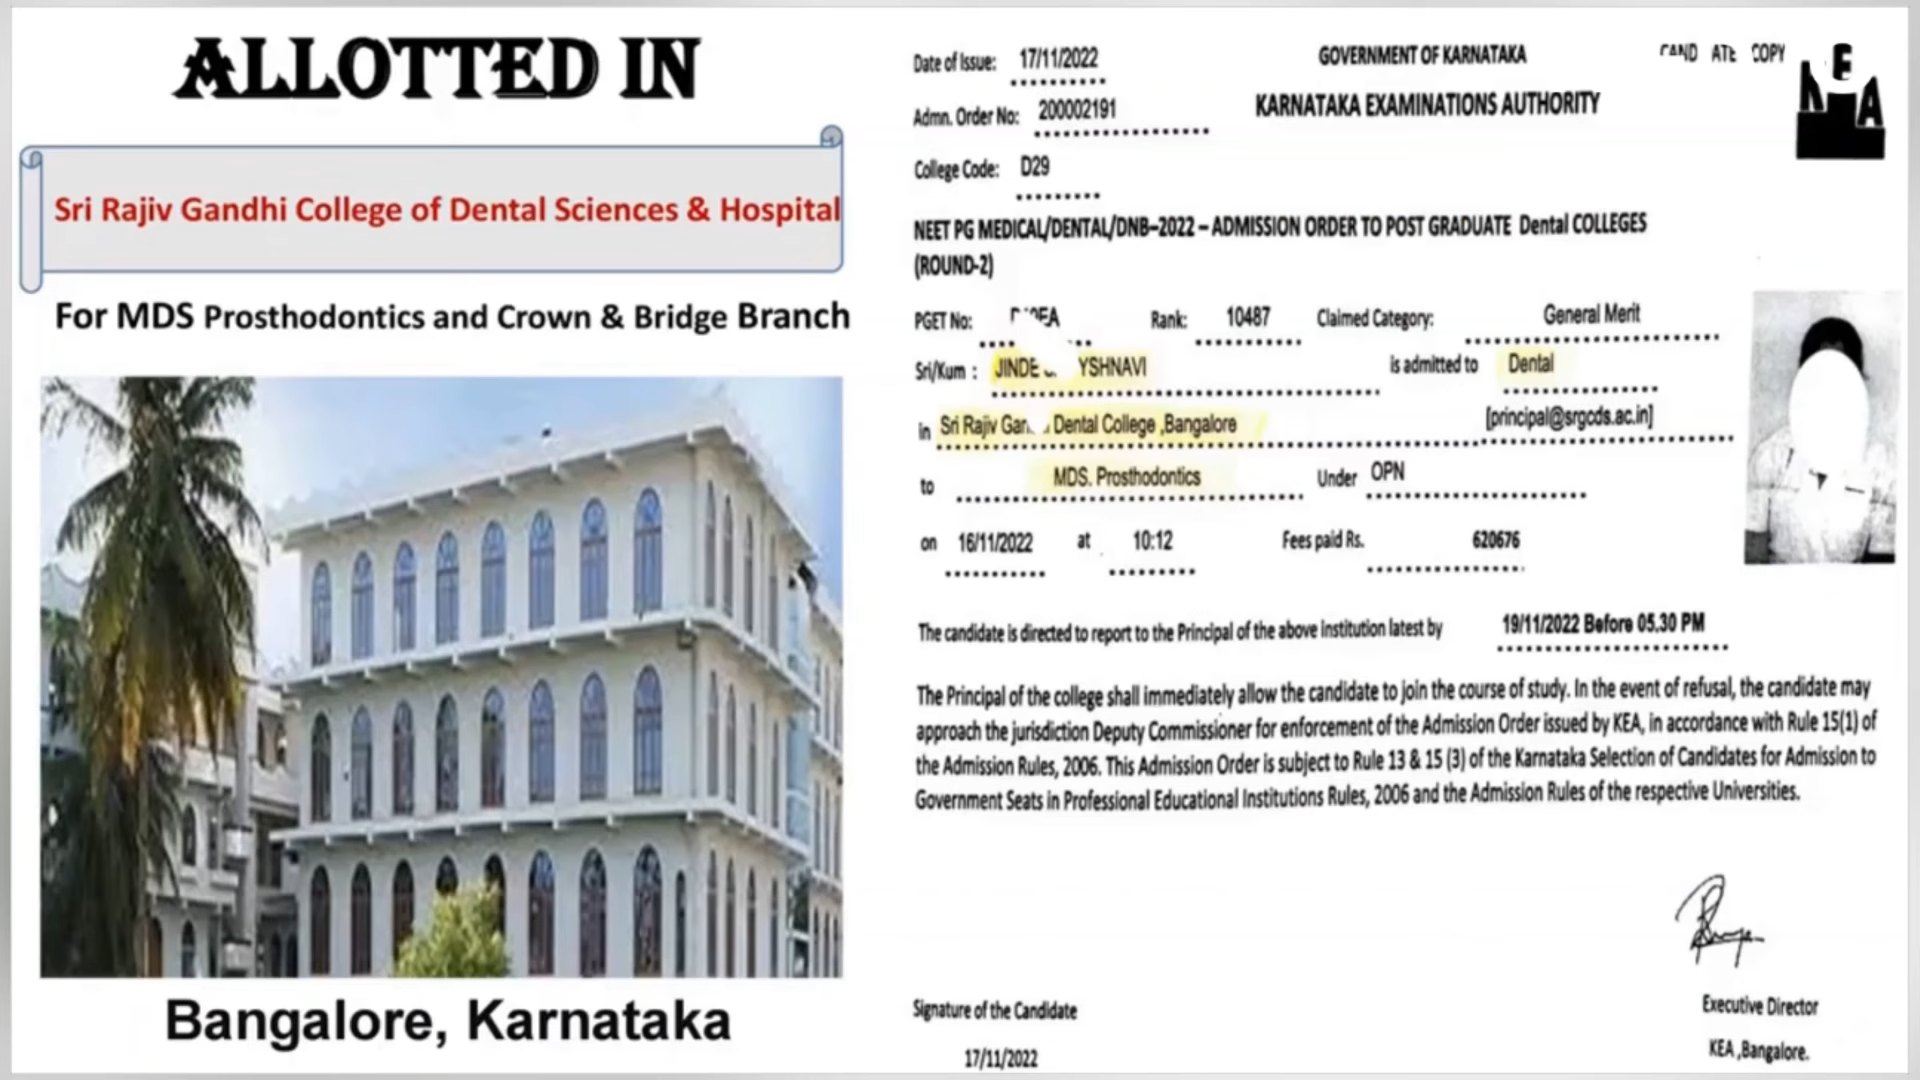 ALLOTTED IN
Sri Rajiv Gandhi College of Dental Sciences & Hospital
For MDS Prosthodontics and Crown & Bridge Branch
Bangalore, Karnataka
Date of Issue: 17/11/2022
GOVERNMENT OF KARNATAKA
COPY
KEA
Admn. Order No: 200002191
KARNATAKA EXAMINATIONS AUTHORITY
College Code: D29
NEET PG MEDICAL/DENTAL/DNB-2022 – ADMISSION ORDER TO POST GRADUATE Dental COLLEGES
(ROUND-2)
PGET No: Rank: 10487 Claimed Category: General Merit
Sri/Kum : JINDE YSHNAVI is admitted to Dental
in Sri Rajiv Dental College ,Bangalore [principal@srgcds.ac.in]
to MDS. Prosthodontics Under OPN
on 16/11/2022 at 10:12 Fees paid Rs. 620676
The candidate is directed to report to the Principal of the above institution latest by 19/11/2022 Before 05.30 PM
The Principal of the college shall immediately allow the candidate to join the course of study. In the event of refusal, the candidate may
approach the jurisdiction Deputy Commissioner for enforcement of the Admission Order issued by KEA, in accordance with Rule 15(1) of
the Admission Rules, 2006. This Admission Order is subject to Rule 13 & 15 (3) of the Karnataka Selection of Candidates for Admission to
Government Seats in Professional Educational Institutions Rules, 2006 and the Admission Rules of the respective Universities.
Signature of the Candidate
17/11/2022
Executive Director
KEA ,Bangalore.